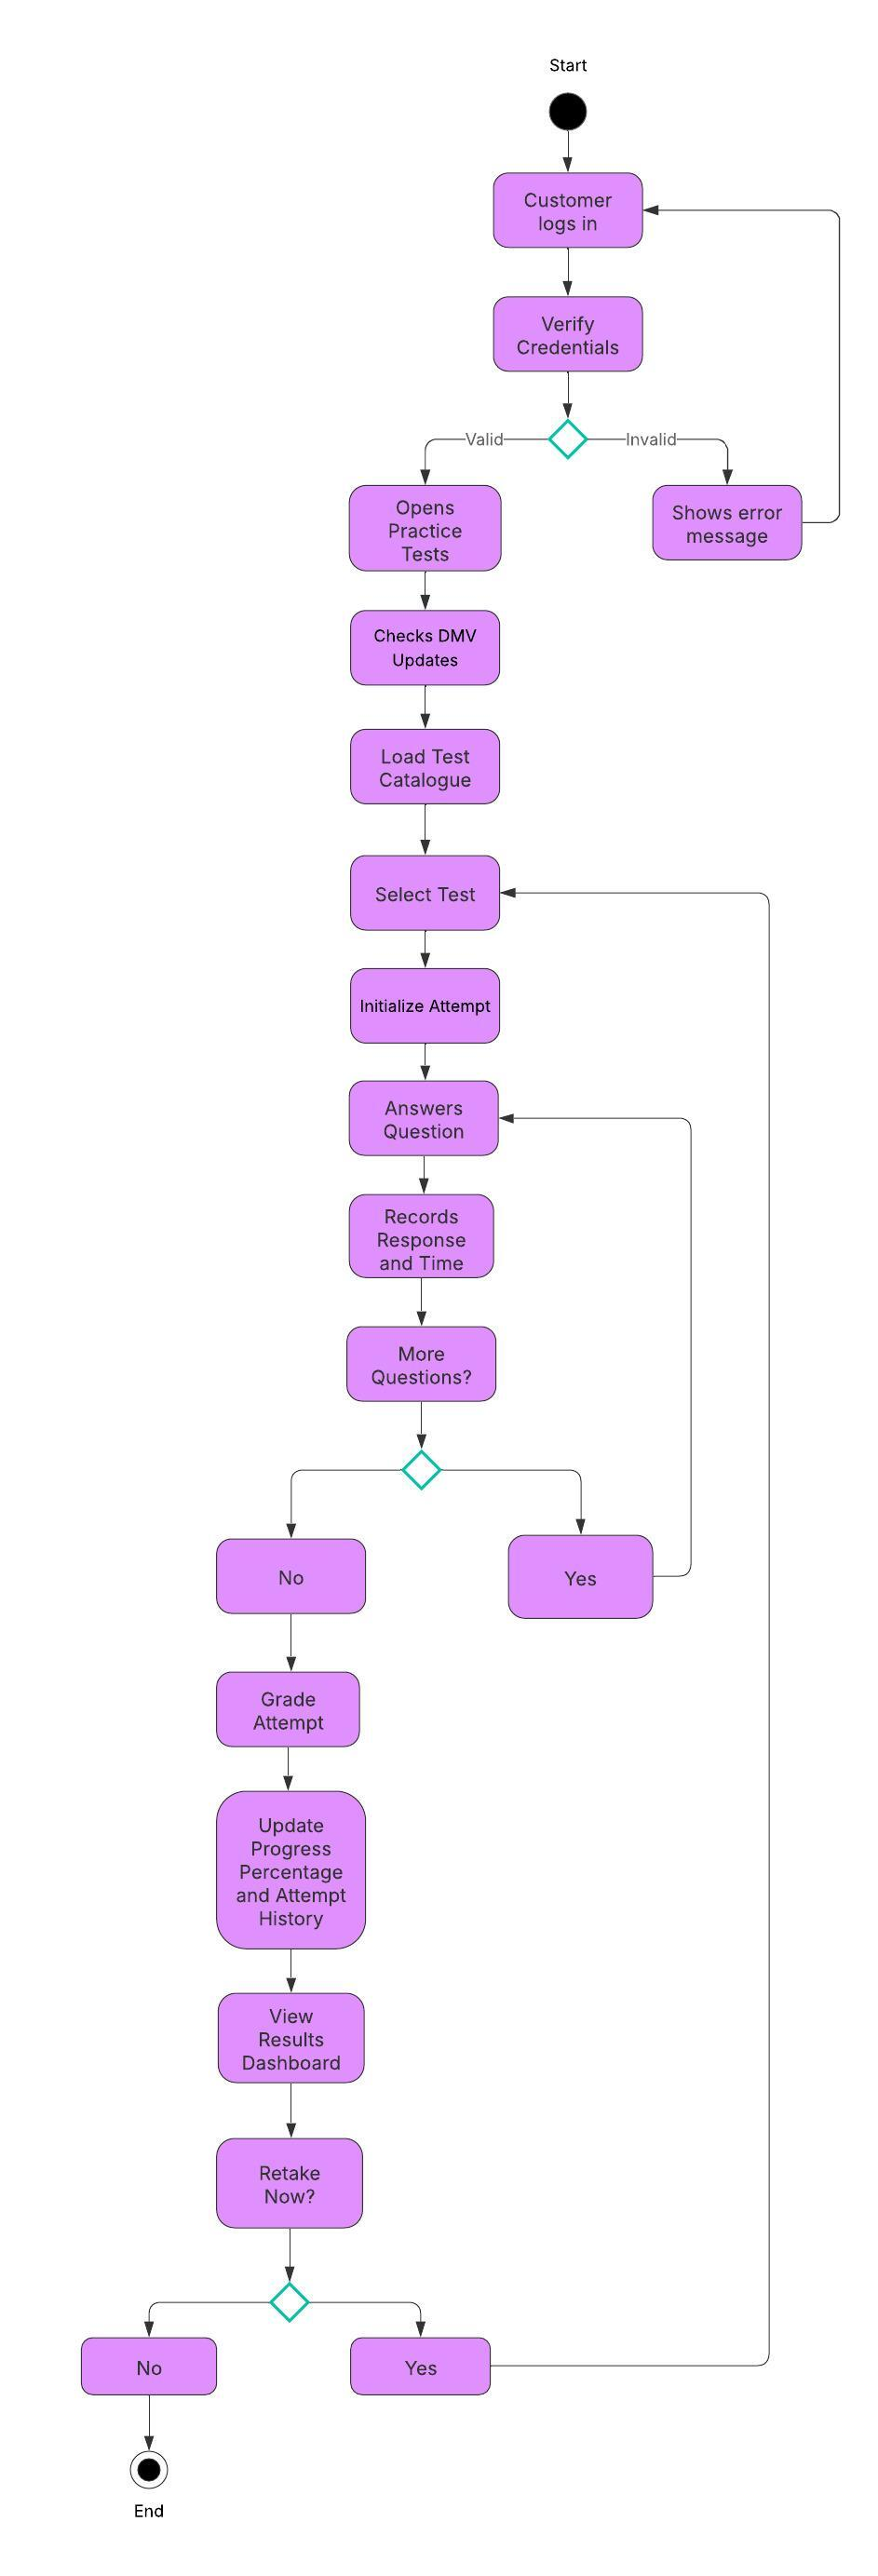 Start
Customer
logs in
Verify
Credentials
Valid
Invalid
Opens
Practice
Tests
Shows error
message
Checks DMV
Updates
Load Test
Catalogue
Select Test
Initialize Attempt
Answers
Question
Records
Response
and Time
More
Questions?
No
Yes
Grade
Attempt
Update
Progress
Percentage
and Attempt
History
View
Results
Dashboard
Retake
Now?
No
Yes
End